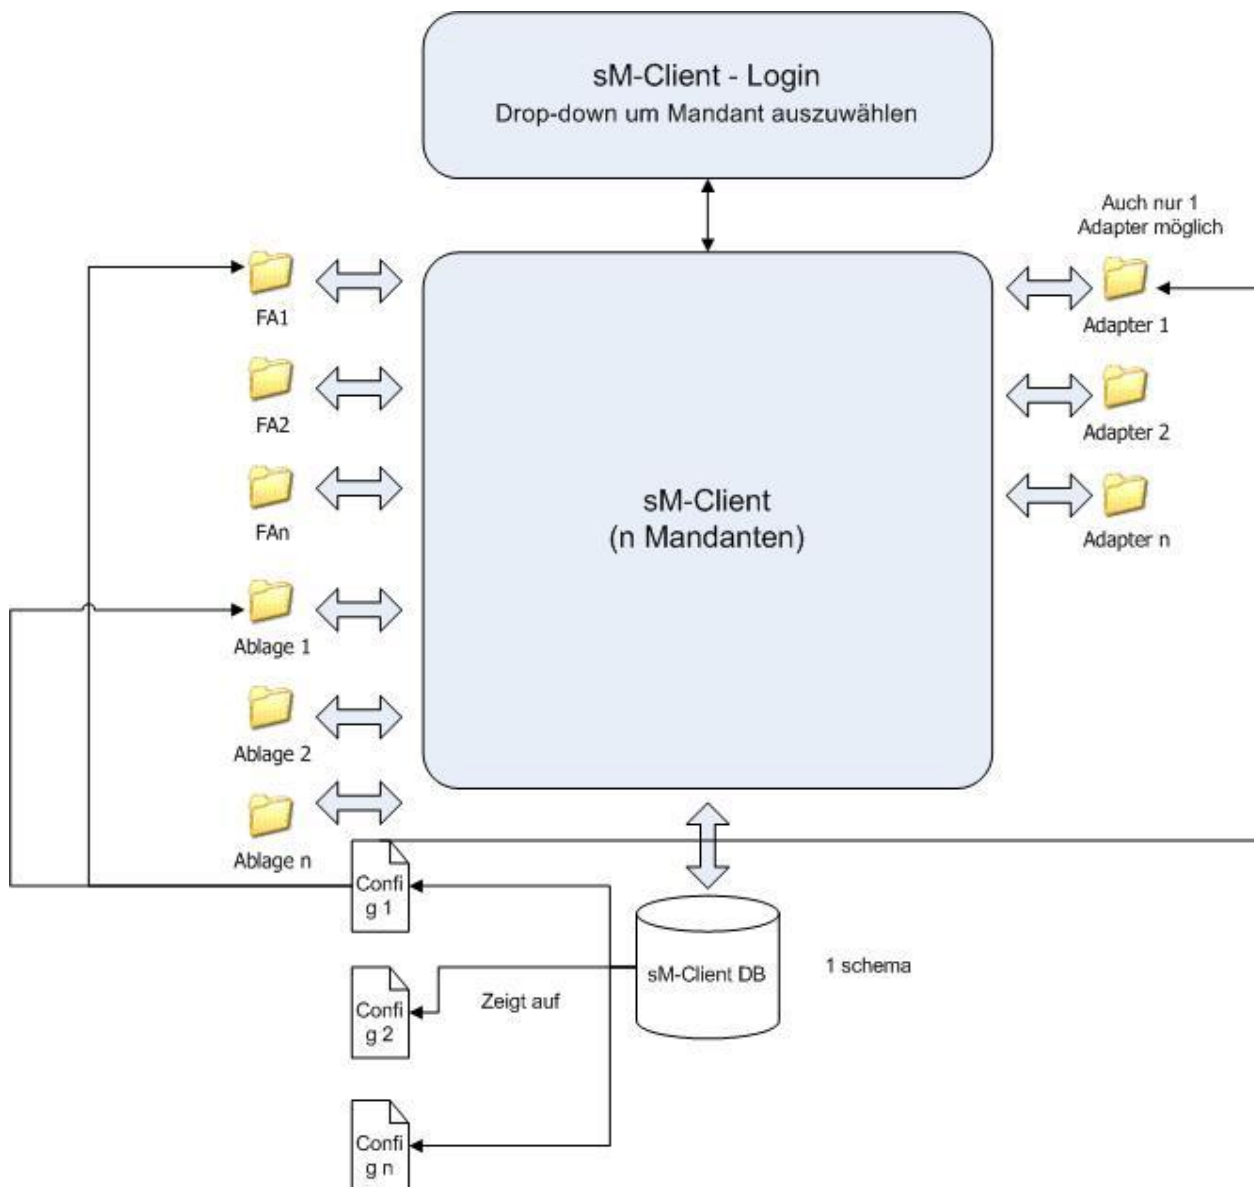 sM-Client - Login
Drop-down um Mandant auszuwählen
Auch nur 1
Adapter möglich
FA1
FA2
FAn
Ablage 1
Ablage 2
Ablage n
sM-Client
(n Mandanten)
Adapter 1
Adapter 2
Adapter n
Confi
g 1
Confi
g 2
Confi
g n
Zeigt auf
sM-Client DB
1 schema